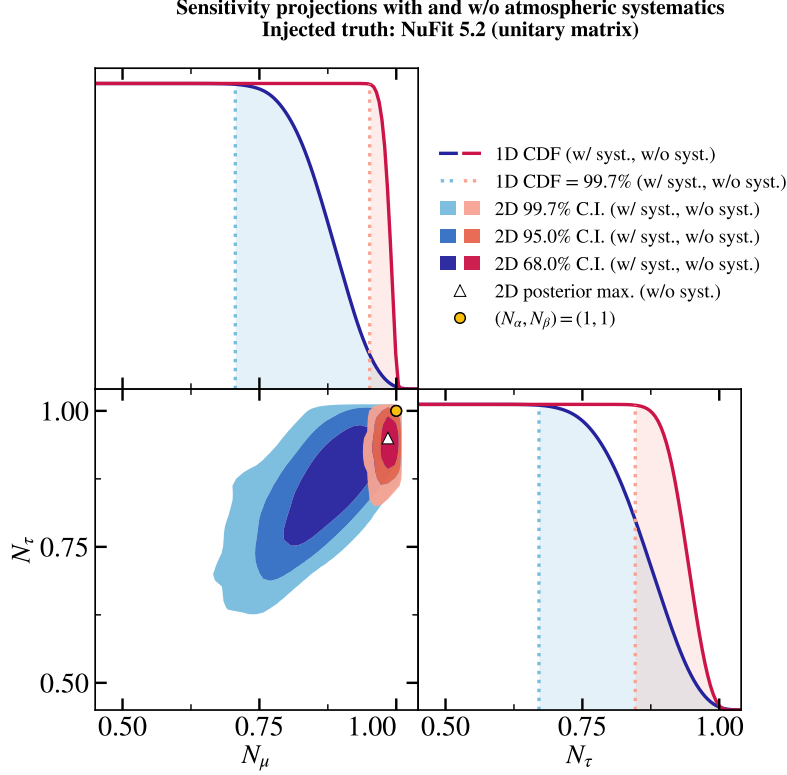 Sensitivity projections with and w/o atmospheric systematics
Injected truth: NuFit 5.2 (unitary matrix)
1D CDF (w/ syst., w/o syst.)
1D CDF = 99.7% (w/ syst., w/o syst.)
2D 99.7% C.I. (w/ syst., w/o syst.)
2D 95.0% C.I. (w/ syst., w/o syst.)
2D 68.0% C.I. (w/ syst., w/o syst.)
2D posterior max. (w/o syst.)
(Nα, Nβ) = (1, 1)
1.00
0.75
0.50
Nτ
0.50 0.75 1.00
Nμ
0.50 0.75 1.00
Nτ